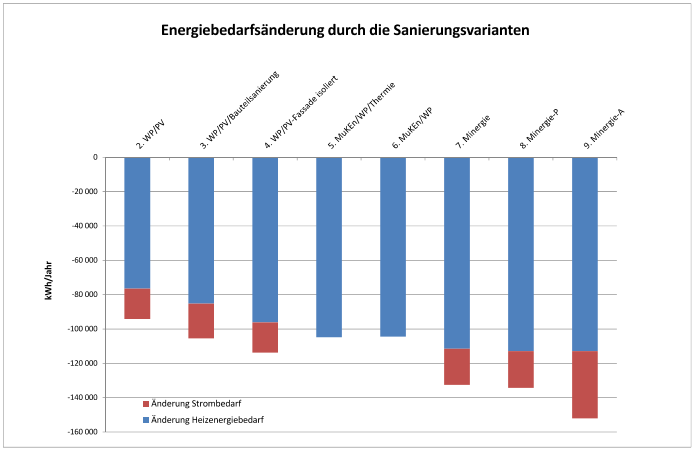 Energiebedarfsänderung durch die Sanierungsvarianten
2. WP/PV
3. WP/PV/Bauteilsanierung
4. WP/PV-Fassade isoliert
5. MuKEn/WP/Thermie
6. MuKEn/WP
7. Minergie
8. Minergie-P
9. Minergie-A
0
-20 000
-40 000
-60 000
-80 000
-100 000
-120 000
-140 000
-160 000
kWh/Jahr
Änderung Strombedarf
Änderung Heizenergiebedarf